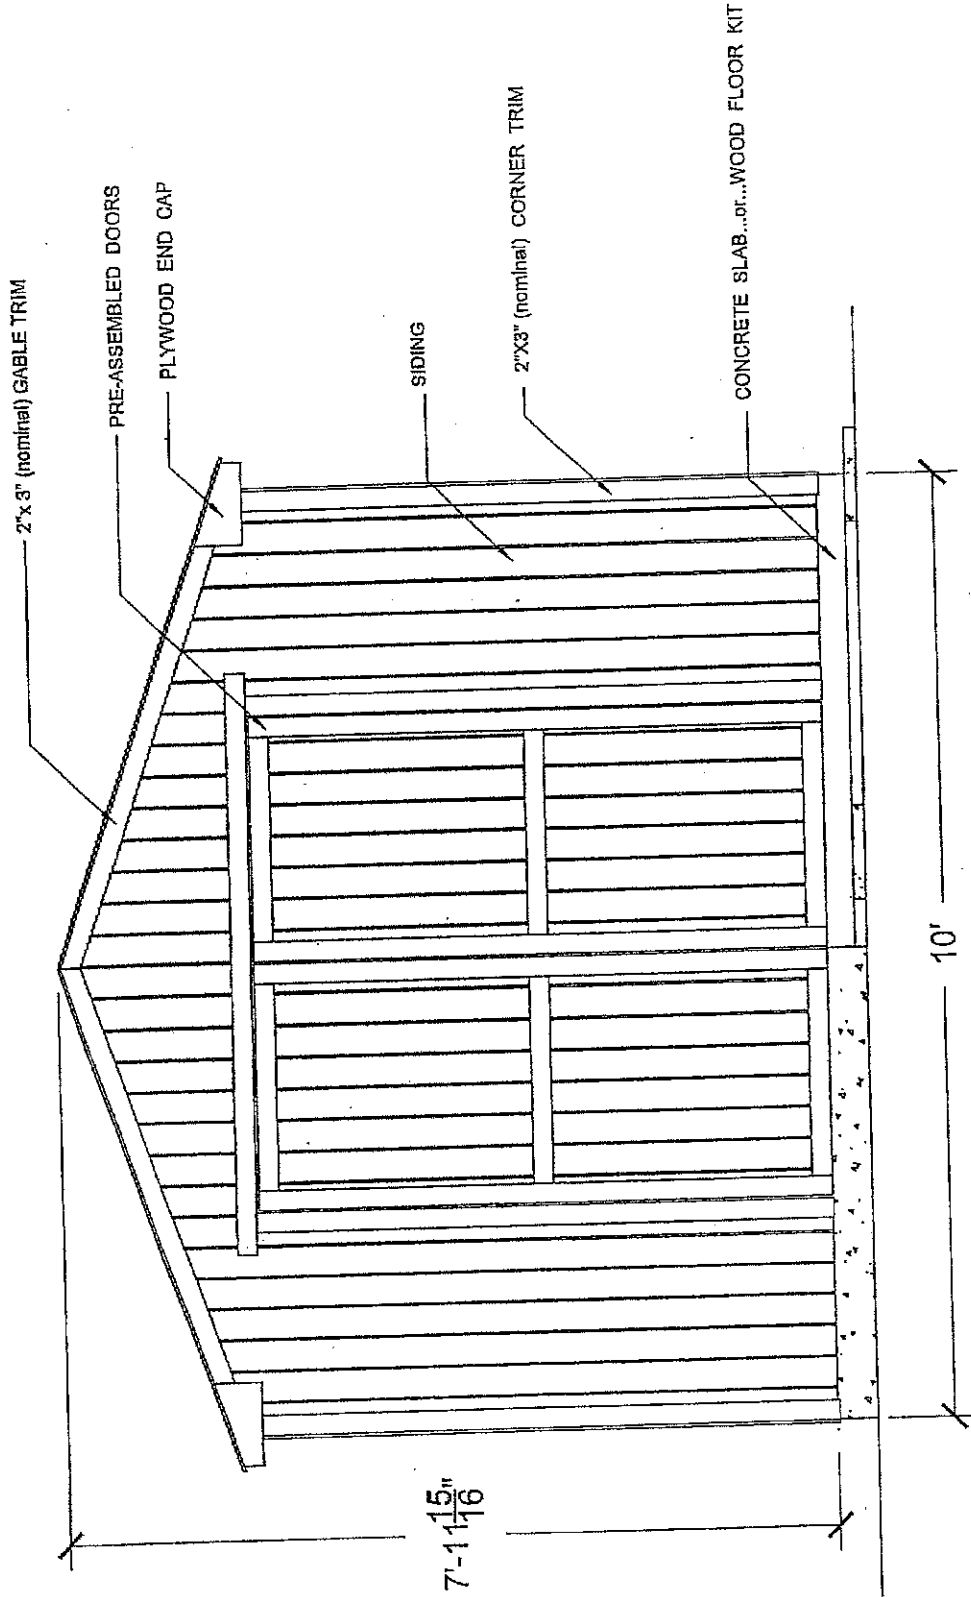 2"x 3" (nominal) GABLE TRIM
PRE-ASSEMBLED DOORS
PLYWOOD END CAP
SIDING
2"X3" (nominal) CORNER TRIM
CONCRETE SLAB...or...WOOD FLOOR KIT
7'-11 15/16"
10'